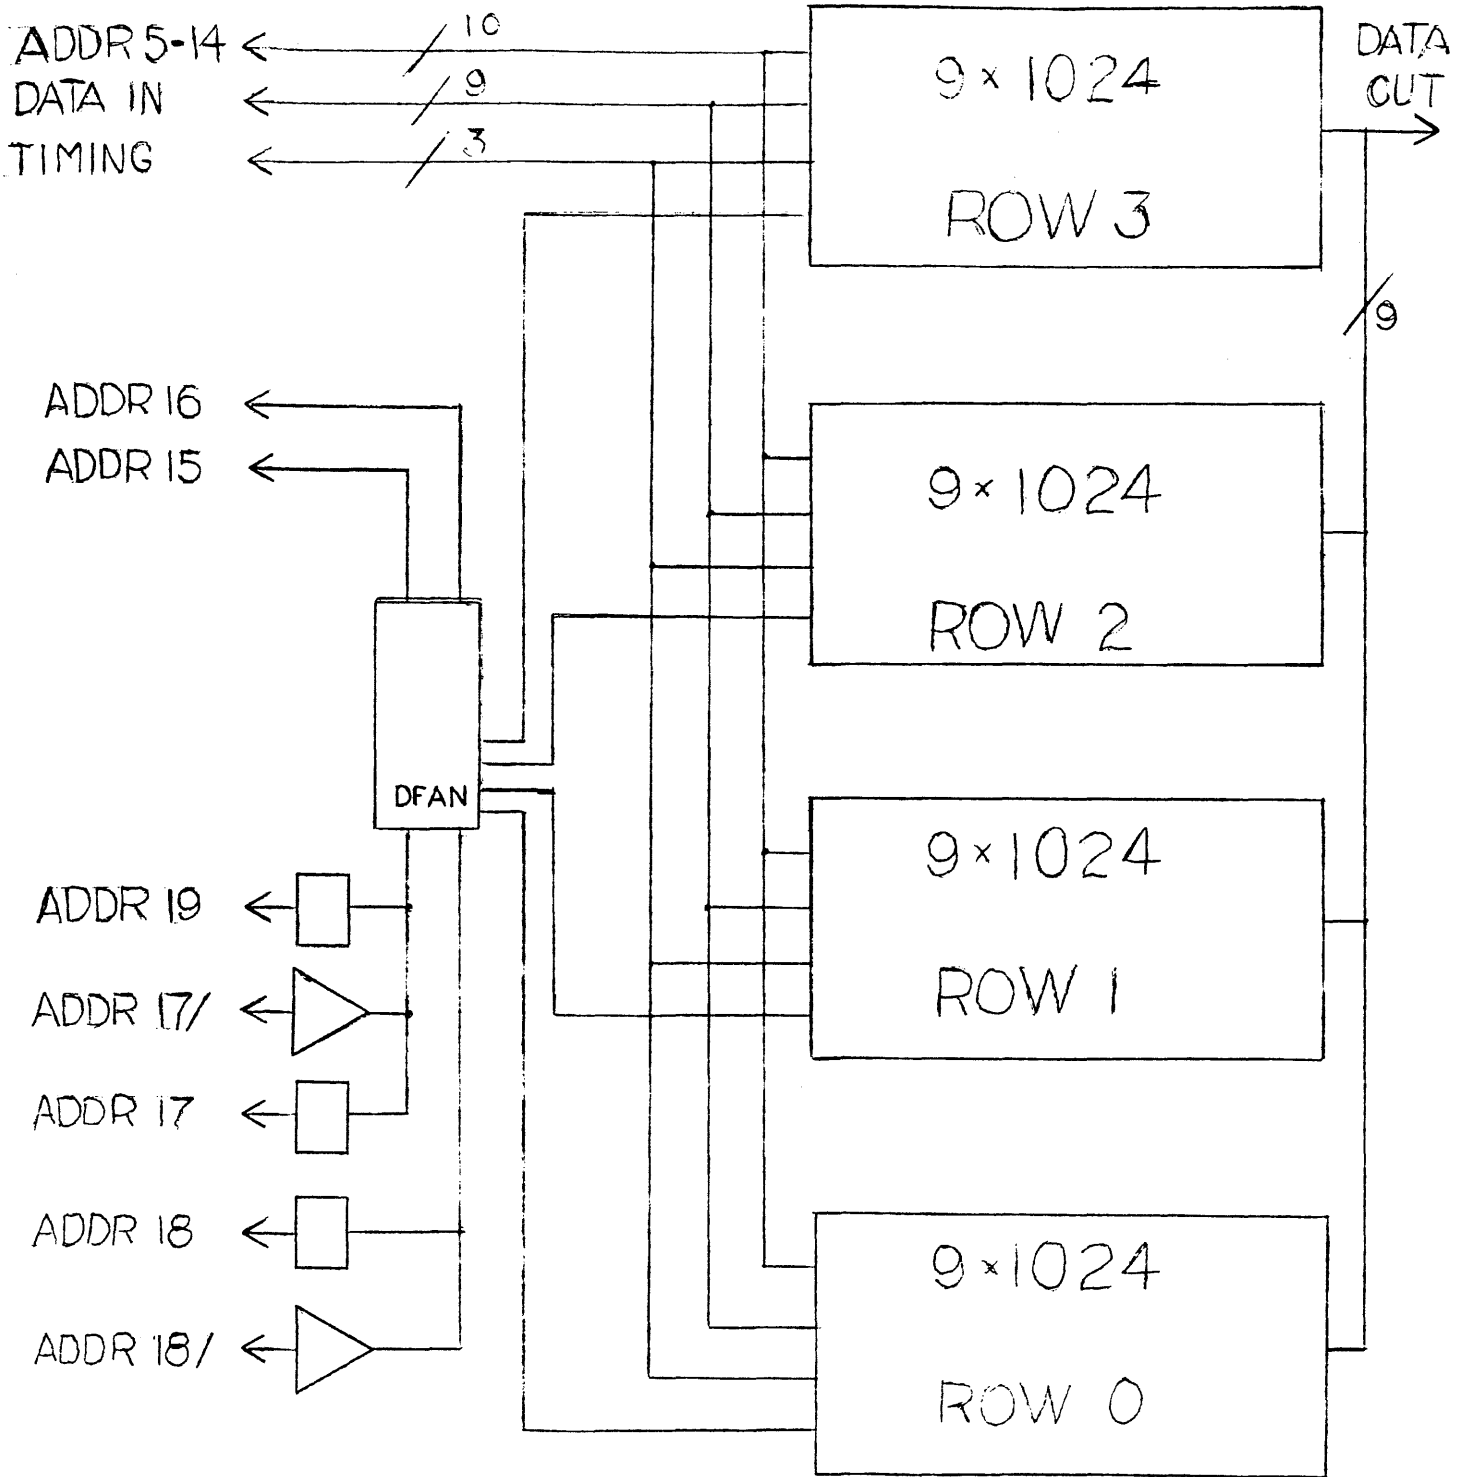 ADDR 5-14
10
DATA IN
9
TIMING
3
9 x 1024
ROW 3
DATA
OUT
9
ADDR 16
ADDR 15
9 x 1024
ROW 2
DFAN
9 x 1024
ROW 1
ADDR 19
ADDR 17/
ADDR 17
ADDR 18
ADDR 18/
9 x 1024
ROW 0